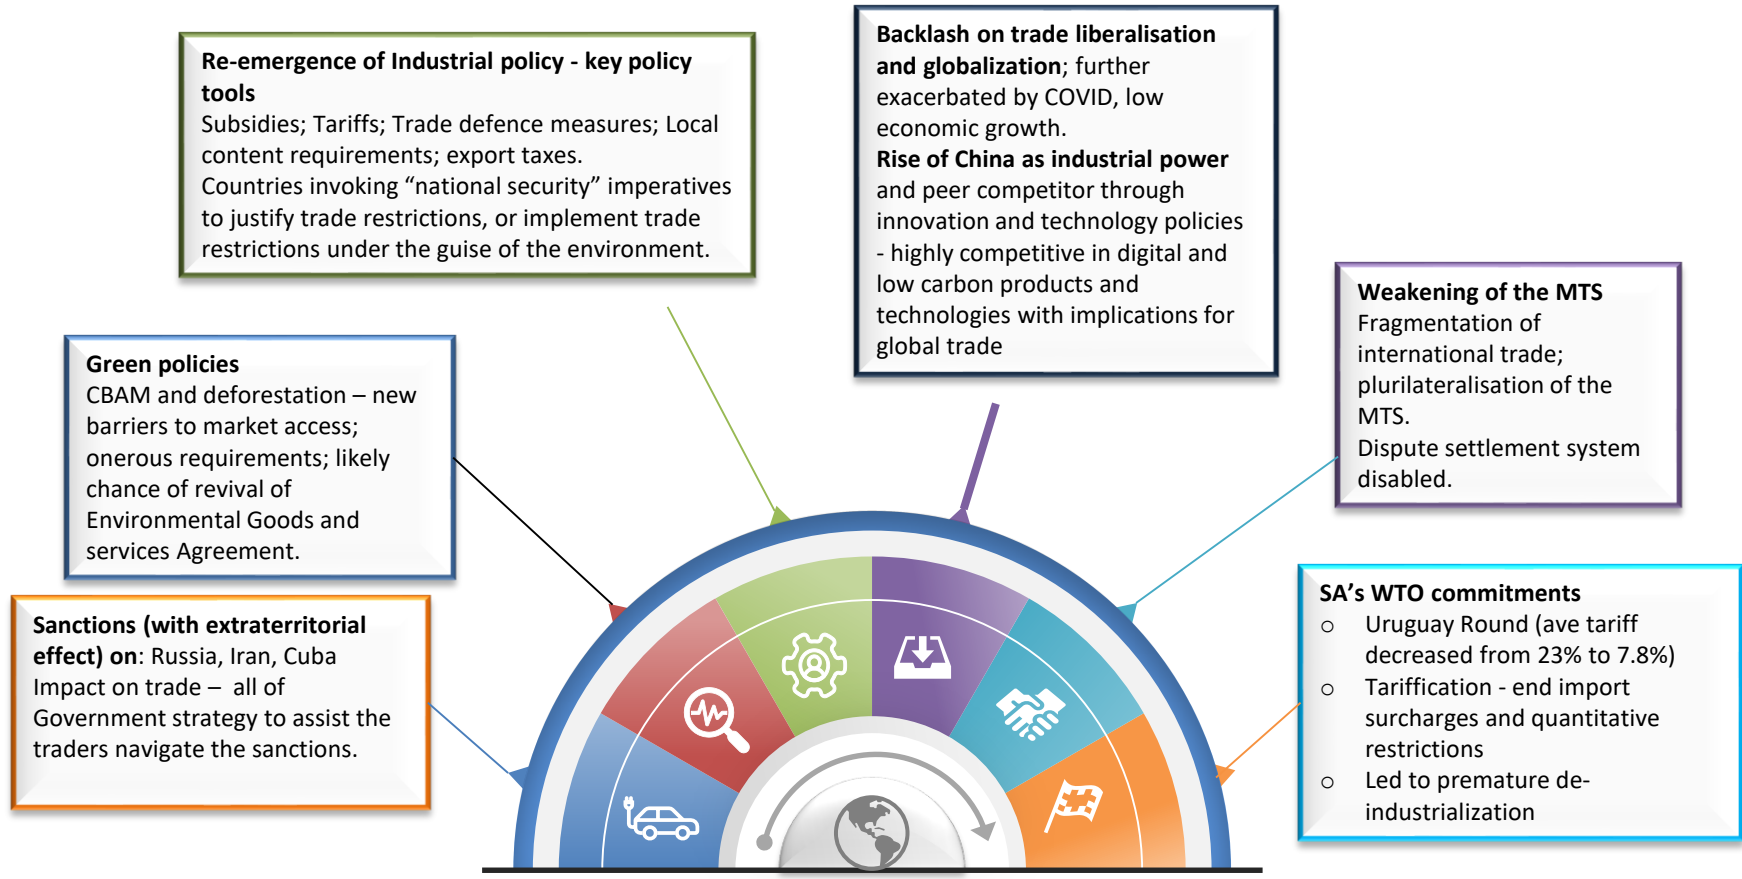 Re-emergence of Industrial policy - key policy
tools
Subsidies; Tariffs; Trade defence measures; Local
content requirements; export taxes.
Countries invoking “national security” imperatives
to justify trade restrictions, or implement trade
restrictions under the guise of the environment.
Backlash on trade liberalisation
and globalization; further
exacerbated by COVID, low
economic growth.
Rise of China as industrial power
and peer competitor through
innovation and technology policies
- highly competitive in digital and
low carbon products and
technologies with implications for
global trade
Green policies
CBAM and deforestation – new
barriers to market access;
onerous requirements; likely
chance of revival of
Environmental Goods and
services Agreement.
Weakening of the MTS
Fragmentation of
international trade;
plurilateralisation of the
MTS.
Dispute settlement system
disabled.
Sanctions (with extraterritorial
effect) on: Russia, Iran, Cuba
Impact on trade – all of
Government strategy to assist the
traders navigate the sanctions.
SA’s WTO commitments
o Uruguay Round (ave tariff
decreased from 23% to 7.8%)
o Tariffication - end import
surcharges and quantitative
restrictions
o Led to premature de-
industrialization